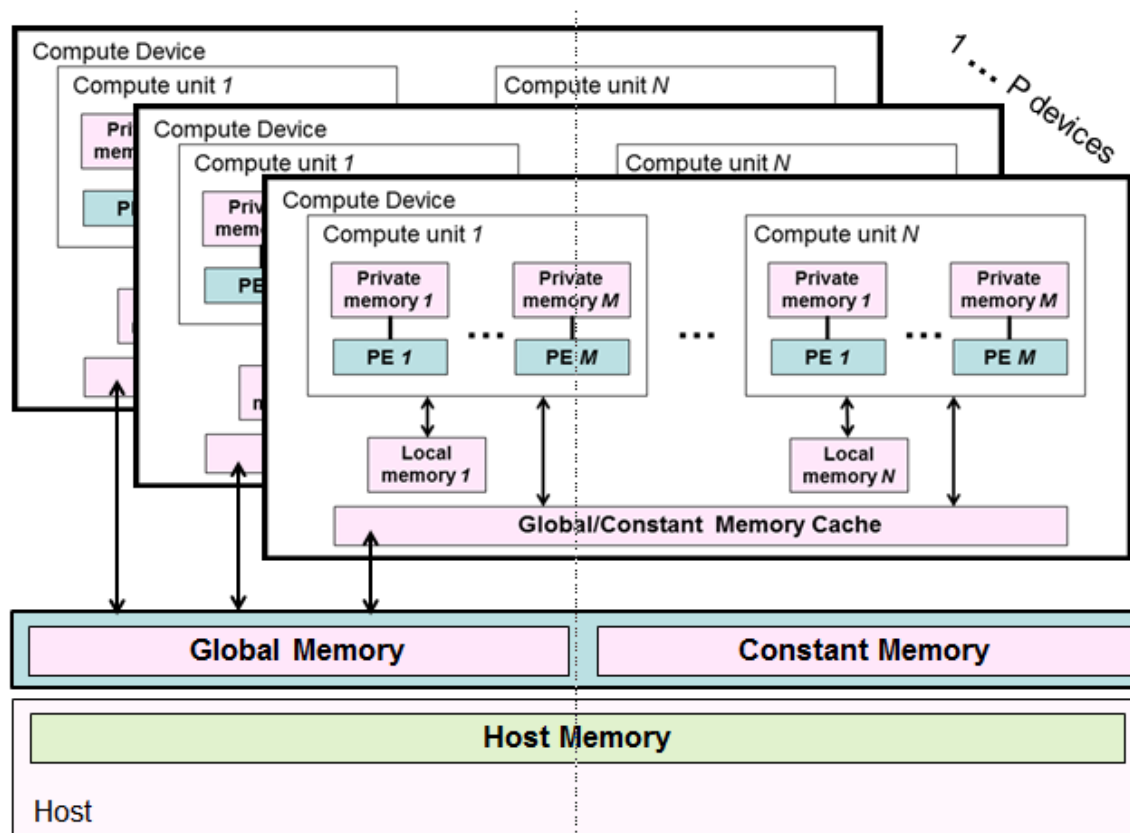 Compute Device
Compute unit 1
Compute unit N
1 ... P devices
Compute Device
Compute unit 1
Compute unit N
Compute Device
Compute unit 1
Compute unit N
Private
memory 1
Private
memory M
Private
memory 1
Private
memory M
...
...
...
PE 1
PE M
PE 1
PE M
Local
memory 1
Local
memory N
Global/Constant Memory Cache
Global Memory
Constant Memory
Host Memory
Host